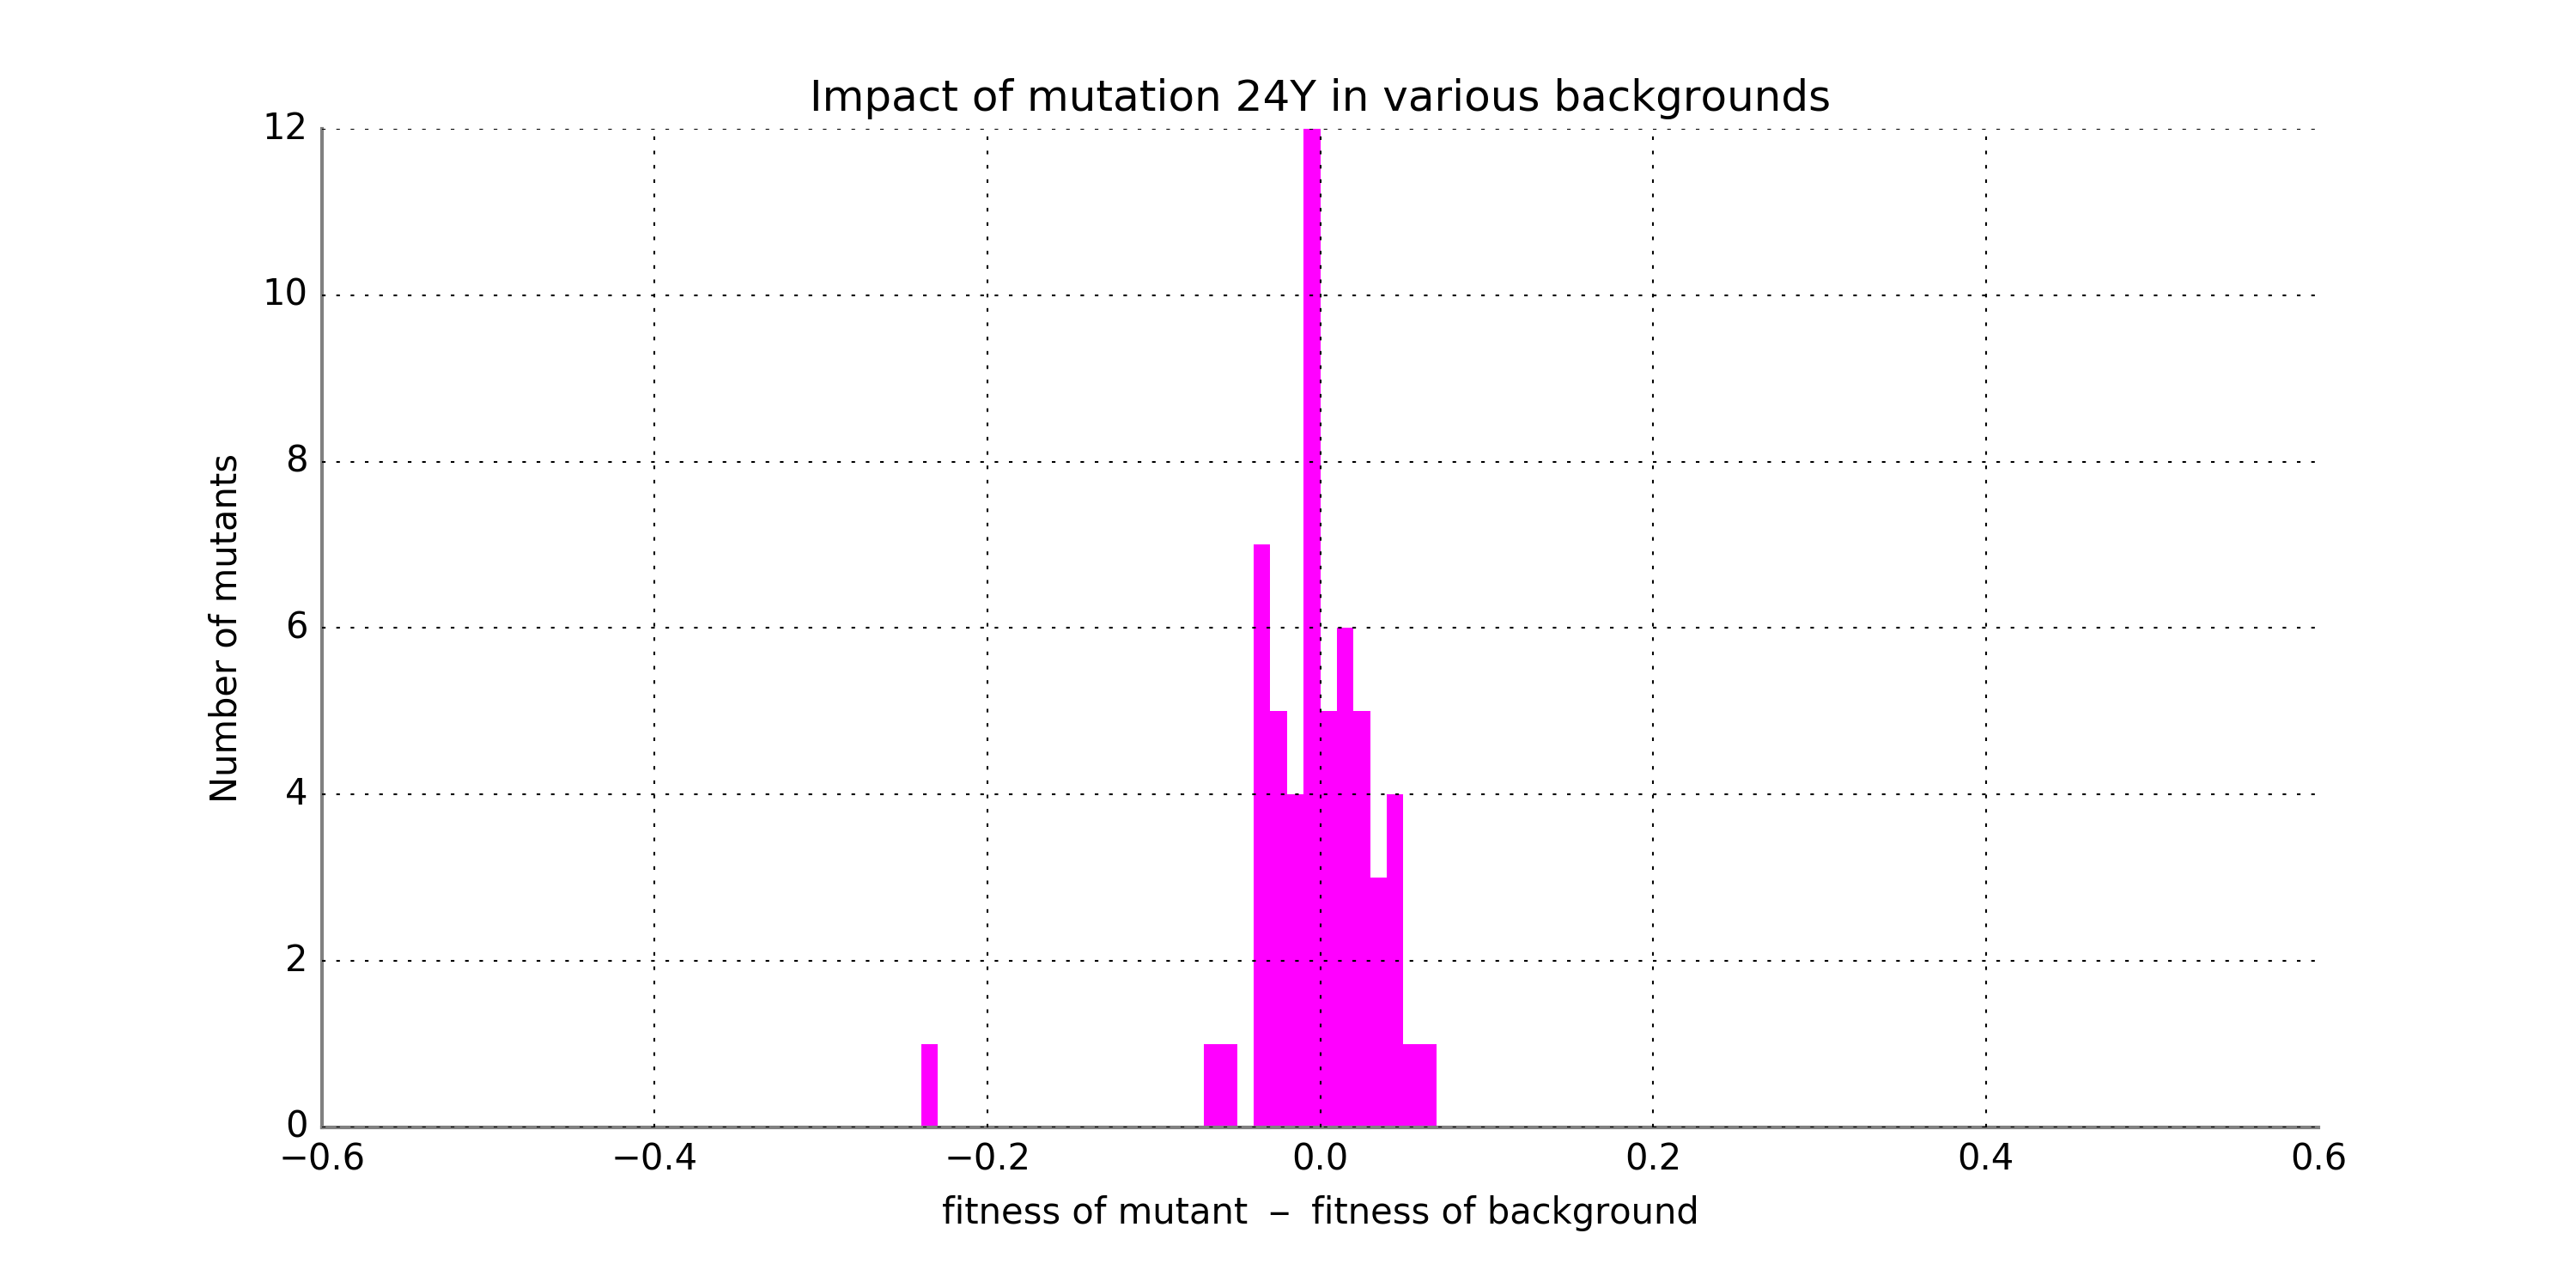 Impact of mutation 24Y in various backgrounds
12
10
8
6
4
2
0
Number of mutants
−0.6 −0.4 −0.2 0.0 0.2 0.4 0.6
fitness of mutant − fitness of background